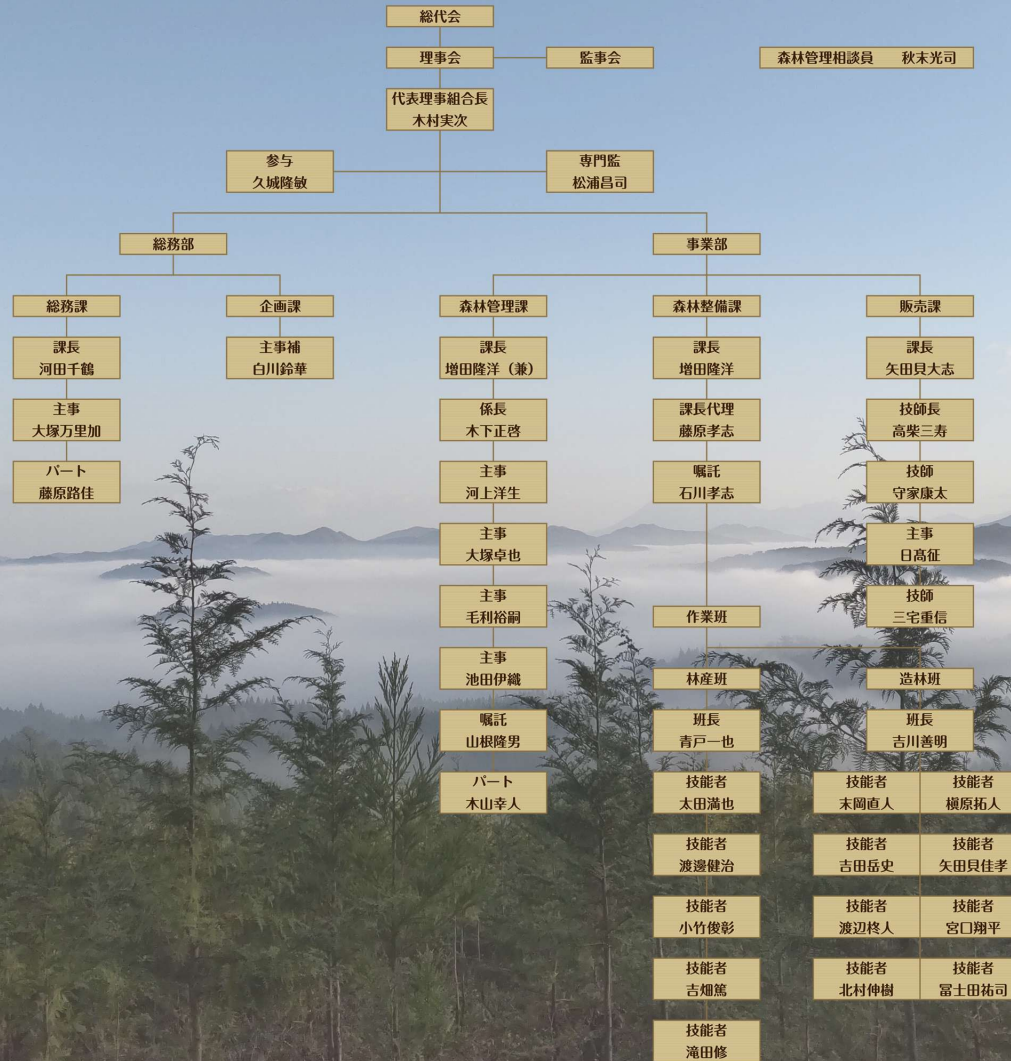 総代会
理事会
監事会
森林管理相談員 秋末光司
代表理事組合長
木村実次
参与
久城隆敏
専門監
松浦昌司
総務部
事業部
総務課
企画課
森林管理課
森林整備課
販売課
課長
河田千鶴
主事補
白川鈴華
課長
増田隆洋（兼）
課長
増田隆洋
課長
矢田貝大志
主事
大塚万里加
係長
木下正啓
課長代理
藤原孝志
技師長
高柴三寿
パート
藤原路佳
主事
河上洋生
嘱託
石川孝志
技師
守家康太
主事
大塚卓也
主事
日髙征
主事
毛利裕嗣
作業班
技師
三宅重信
主事
池田伊織
林産班
造林班
嘱託
山根隆男
班長
青戸一也
班長
吉川善明
パート
木山幸人
技能者
太田満也
技能者
末岡直人
技能者
槇原拓人
技能者
渡邊健治
技能者
吉田岳史
技能者
矢田貝佳孝
技能者
小竹俊彰
技能者
渡辺柊人
技能者
宮口翔平
技能者
吉畑篤
技能者
北村伸樹
技能者
冨士田祐司
技能者
滝田修